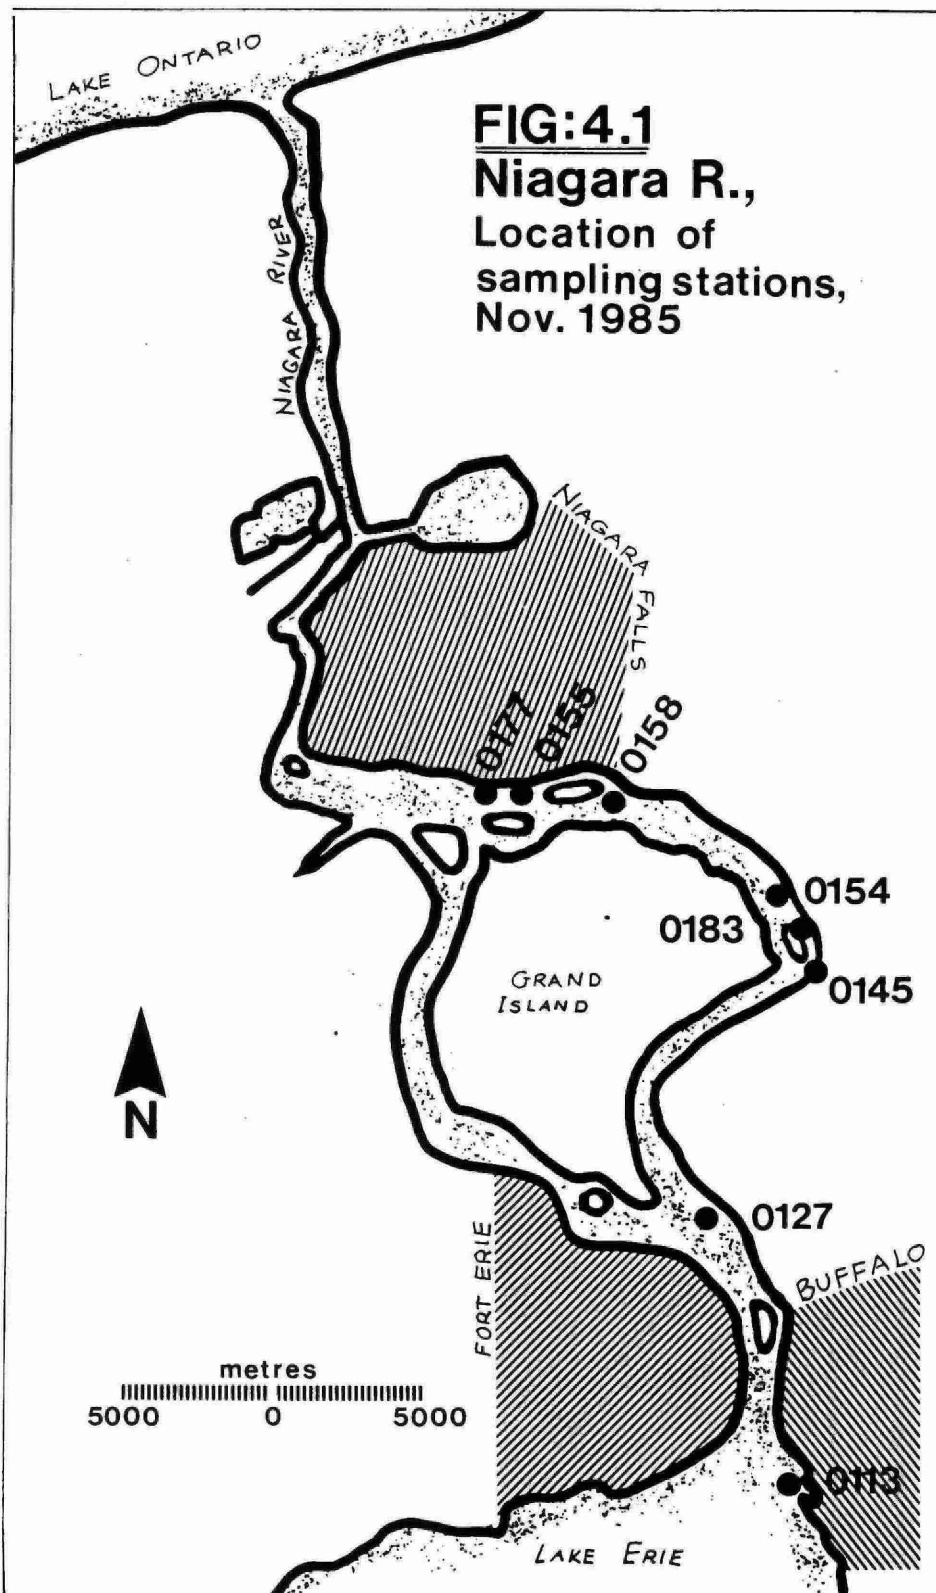 LAKE ONTARIO
FIG:4.1
Niagara R.,
Location of
sampling stations,
Nov. 1985
NIAGARA RIVER
NIAGARA FALLS
0177
0155
0158
0154
0183
0145
GRAND
ISLAND
N
0127
FORT ERIE
BUFFALO
metres
5000 0 5000
0113
LAKE ERIE